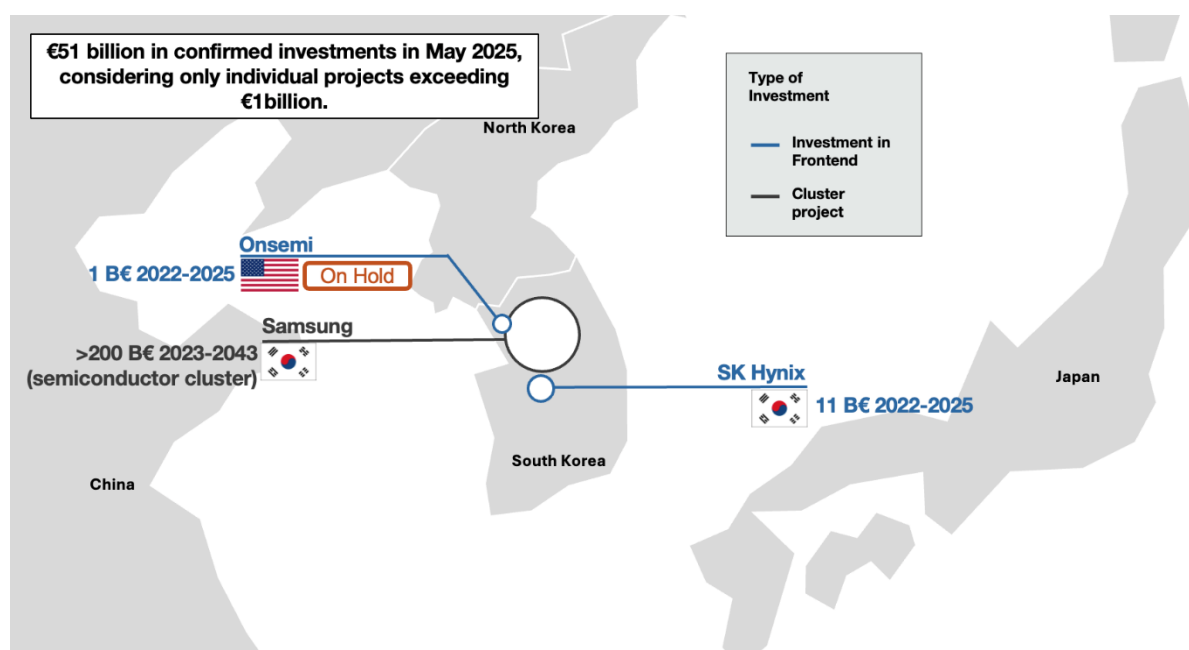 €51 billion in confirmed investments in May 2025,
considering only individual projects exceeding
€1billion.
Type of
Investment
Investment in
Frontend
Cluster
project
North Korea
Onsemi
1 B€ 2022-2025
On Hold
Samsung
>200 B€ 2023-2043
(semiconductor cluster)
SK Hynix
11 B€ 2022-2025
Japan
South Korea
China